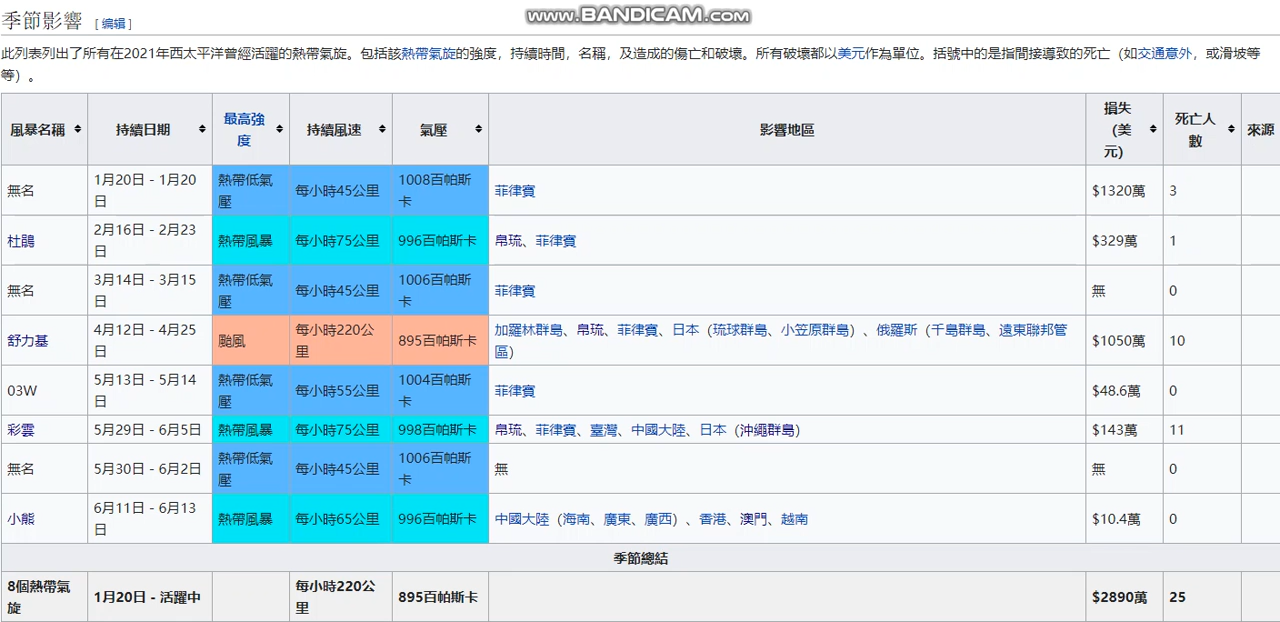 www.BANDICAM.com
季節影響 [编辑]
此列表列出了所有在2021年西太平洋曾經活躍的熱帶氣旋。包括該熱帶氣旋的強度，持續時間，名稱，及造成的傷亡和破壞。所有破壞都以美元作為單位。括號中的是指間接導致的死亡（如交通意外，或滑坡等
等）。
風暴名稱 持續日期 最高強度 持續風速 氣壓 影響地區 損失（美元） 死亡人數 來源
無名 1月20日 - 1月20日 熱帶低氣壓 每小時45公里 1008百帕斯卡 菲律賓 $1320萬 3
杜鵑 2月16日 - 2月23日 熱帶風暴 每小時75公里 996百帕斯卡 帛琉、菲律賓 $329萬 1
無名 3月14日 - 3月15日 熱帶低氣壓 每小時45公里 1006百帕斯卡 菲律賓 無 0
舒力基 4月12日 - 4月25日 颱風 每小時220公里 895百帕斯卡 加羅林群島、帛琉、菲律賓、日本（琉球群島、小笠原群島）、俄羅斯（千島群島、遠東聯邦管區） $1050萬 10
03W 5月13日 - 5月14日 熱帶低氣壓 每小時55公里 1004百帕斯卡 菲律賓 $48.6萬 0
彩雲 5月29日 - 6月5日 熱帶風暴 每小時75公里 998百帕斯卡 帛琉、菲律賓、臺灣、中國大陸、日本（沖繩群島） $143萬 11
無名 5月30日 - 6月2日 熱帶低氣壓 每小時45公里 1006百帕斯卡 無 無 0
小熊 6月11日 - 6月13日 熱帶風暴 每小時65公里 996百帕斯卡 中國大陸（海南、廣東、廣西）、香港、澳門、越南 $10.4萬 0
季節總結
8個熱帶氣旋 1月20日 - 活躍中 每小時220公里 895百帕斯卡 $2890萬 25